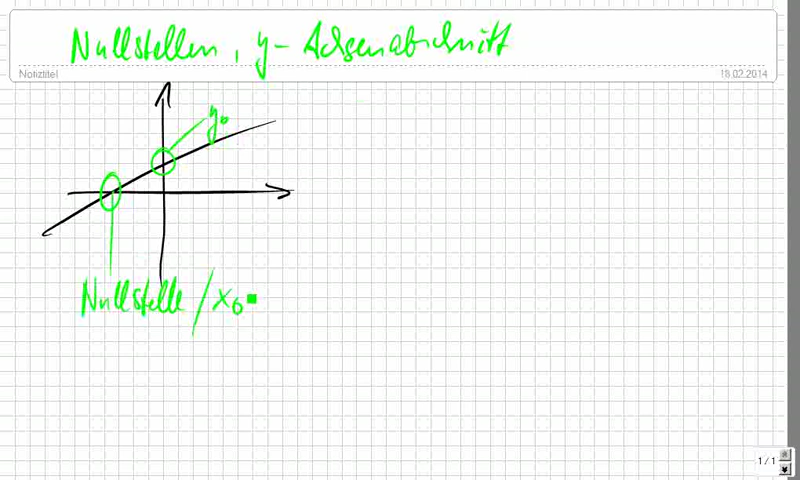 Nullstellen, y-Achsenabschnitt
Notiztitel
18.02.2014
y₀
Nullstelle / x₀
1 / 1